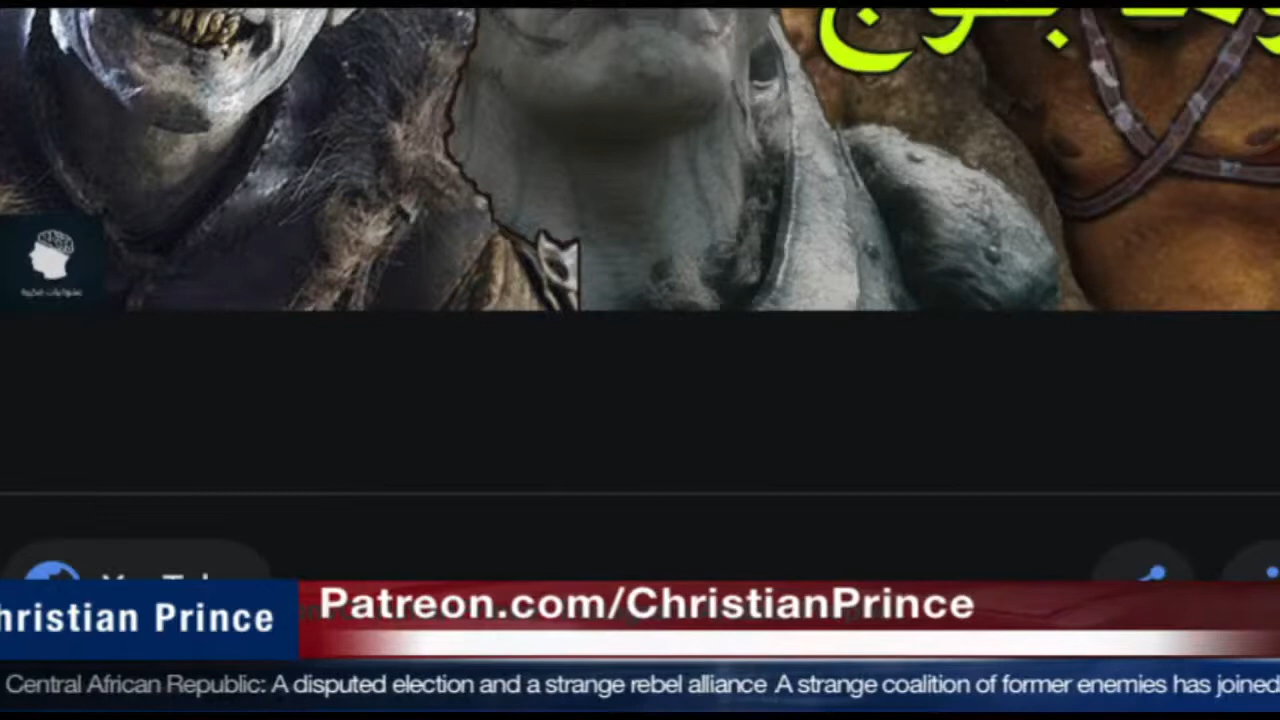 Christian Prince
Patreon.com/ChristianPrince
Central African Republic: A disputed election and a strange rebel alliance A strange coalition of former enemies has joined